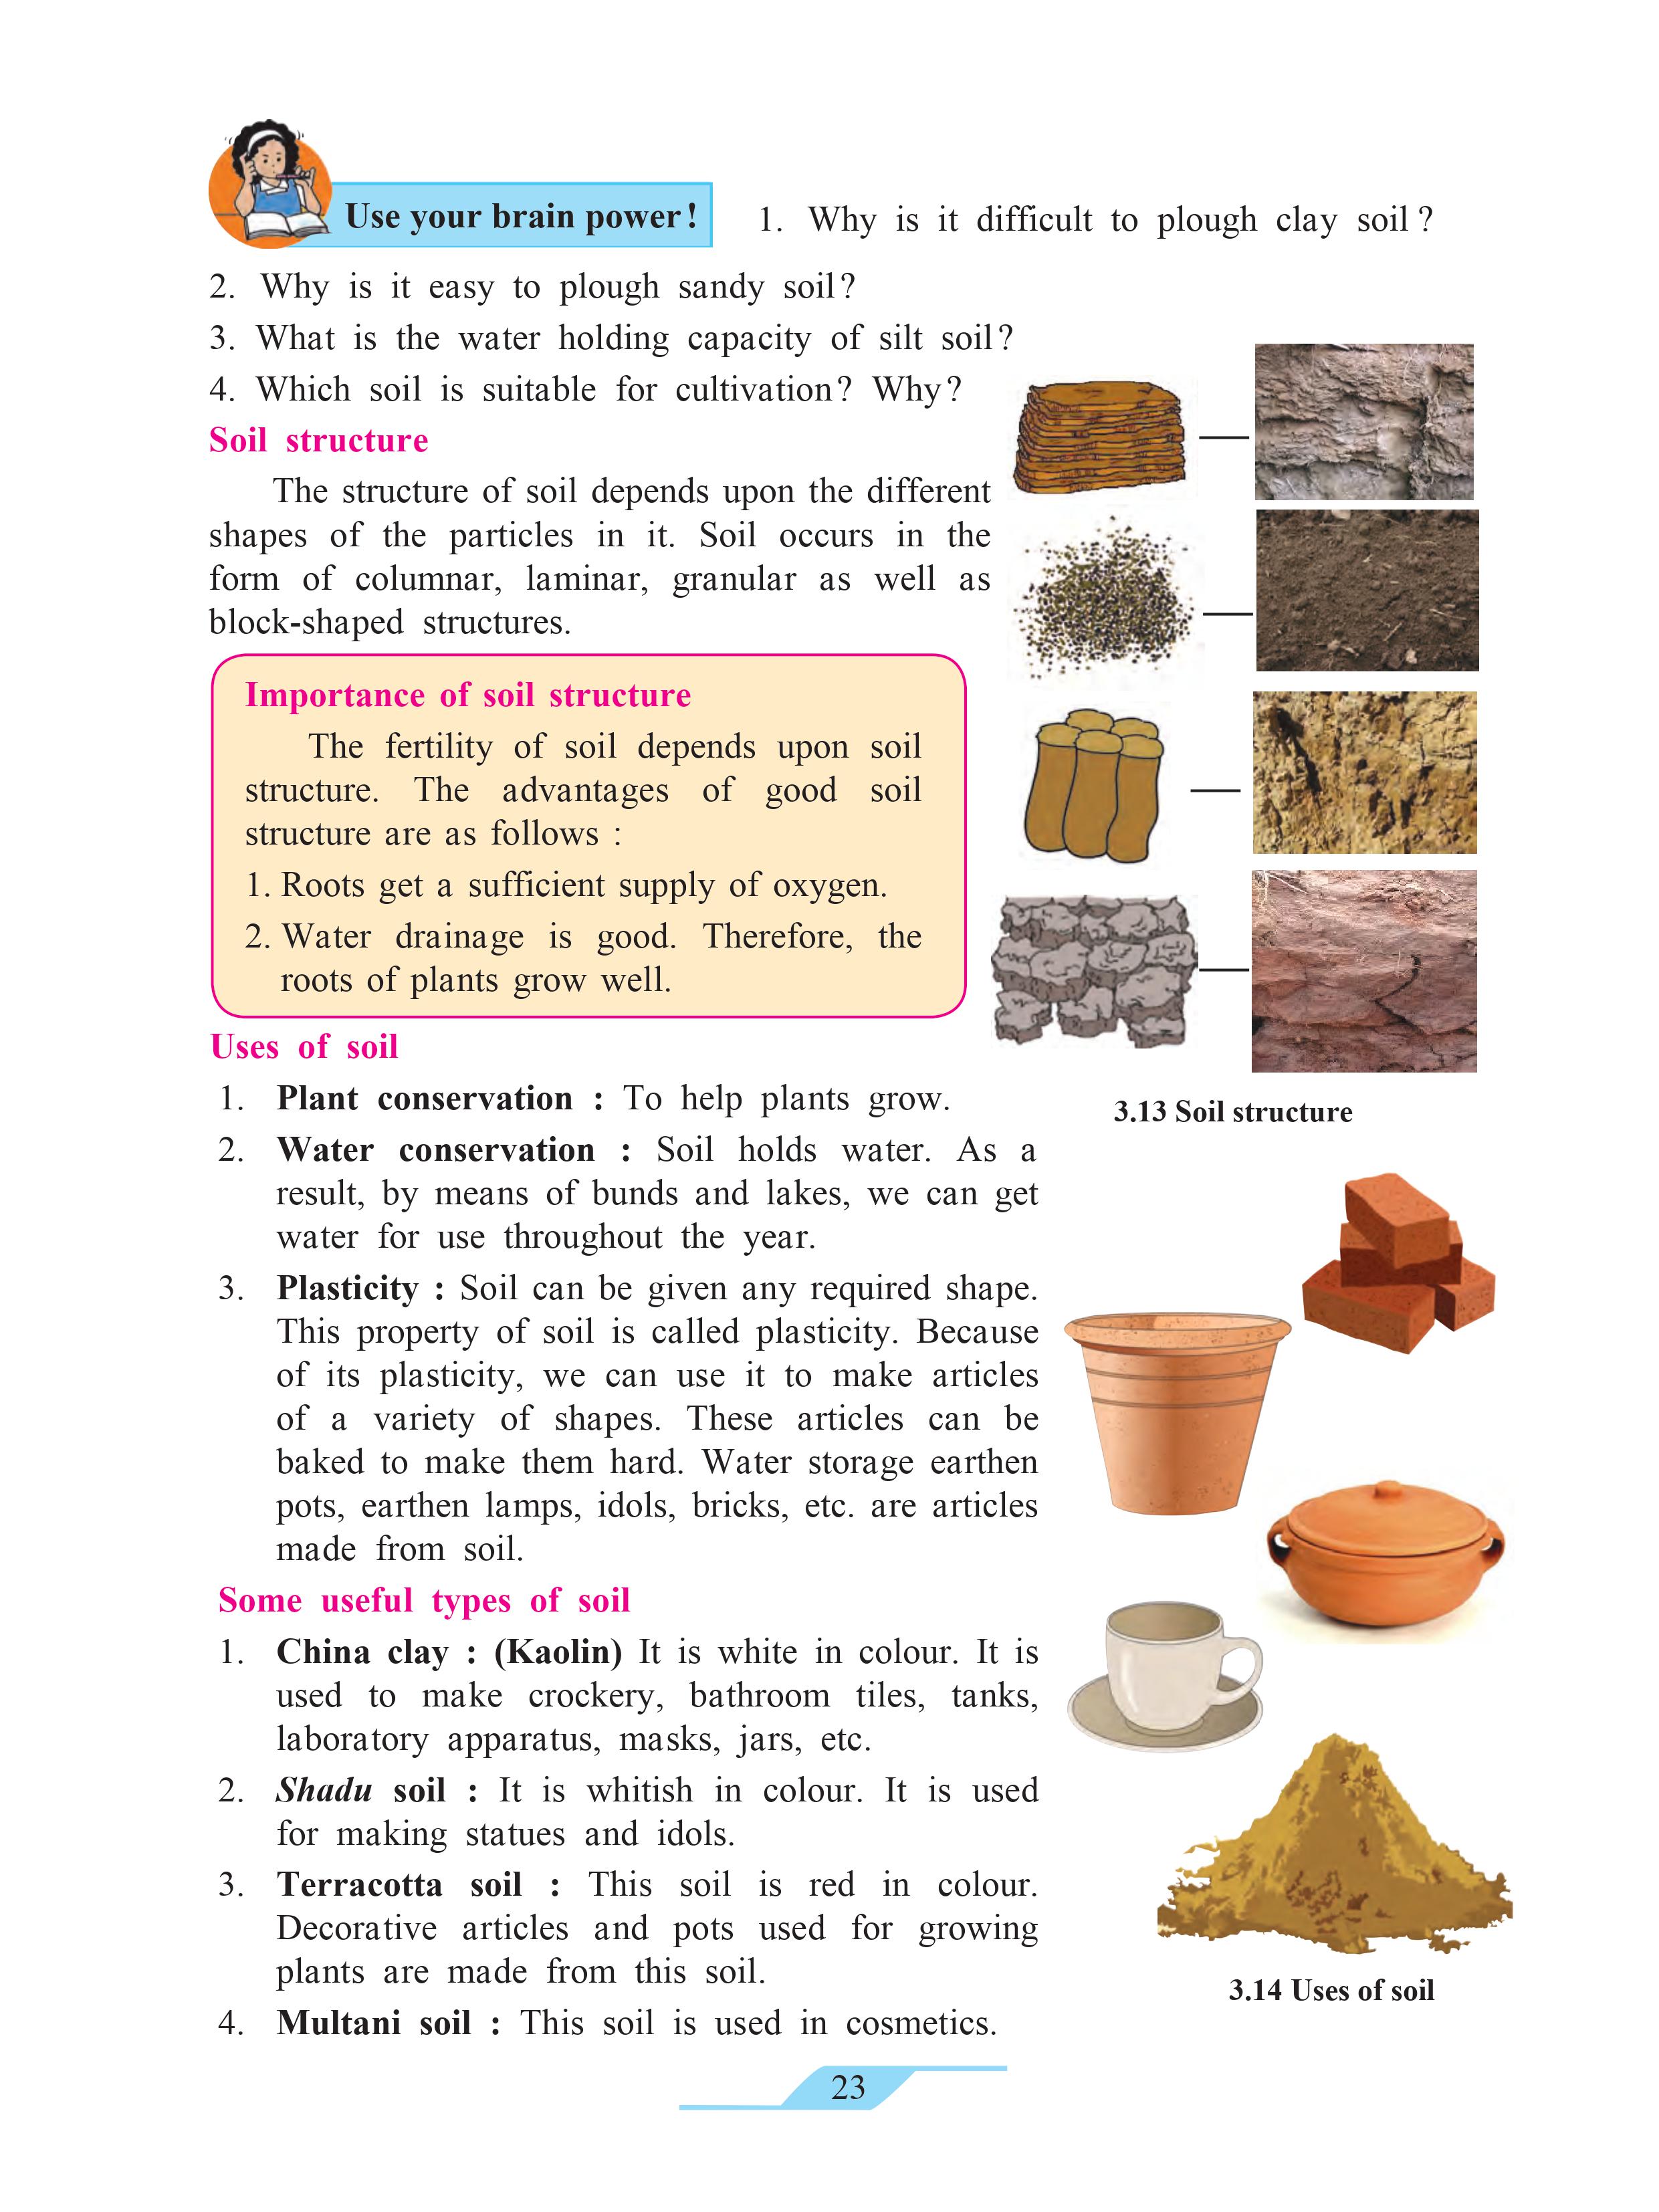 Use your brain power!
1. Why is it difficult to plough clay soil ?
2. Why is it easy to plough sandy soil?
3. What is the water holding capacity of silt soil?
4. Which soil is suitable for cultivation? Why?
Soil structure
The structure of soil depends upon the different
shapes of the particles in it. Soil occurs in the
form of columnar, laminar, granular as well as
block-shaped structures.
Importance of soil structure
The fertility of soil depends upon soil
structure. The advantages of good soil
structure are as follows :
1. Roots get a sufficient supply of oxygen.
2. Water drainage is good. Therefore, the
roots of plants grow well.
3.13 Soil structure
Uses of soil
1. Plant conservation : To help plants grow.
2. Water conservation : Soil holds water. As a
result, by means of bunds and lakes, we can get
water for use throughout the year.
3. Plasticity : Soil can be given any required shape.
This property of soil is called plasticity. Because
of its plasticity, we can use it to make articles
of a variety of shapes. These articles can be
baked to make them hard. Water storage earthen
pots, earthen lamps, idols, bricks, etc. are articles
made from soil.
Some useful types of soil
1. China clay : (Kaolin) It is white in colour. It is
used to make crockery, bathroom tiles, tanks,
laboratory apparatus, masks, jars, etc.
2. Shadu soil : It is whitish in colour. It is used
for making statues and idols.
3. Terracotta soil : This soil is red in colour.
Decorative articles and pots used for growing
plants are made from this soil.
4. Multani soil : This soil is used in cosmetics.
3.14 Uses of soil
23